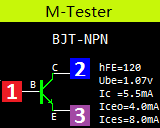 M-Tester
BJT-NPN
C 2
1 B
E 3
hFE=120
Ube=1.07v
Ic =5.5mA
Iceo=4.0mA
Ices=8.0mA